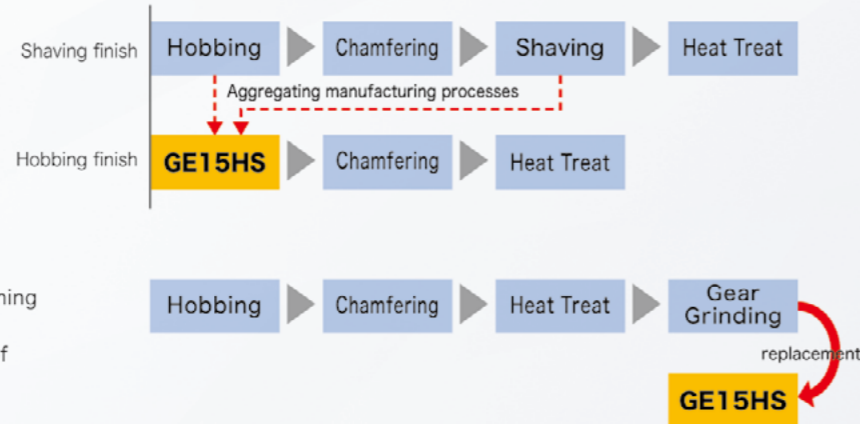 Shaving finish
Hobbing
Chamfering
Shaving
Heat Treat
Aggregating manufacturing processes
Hobbing finish
GE15HS
Chamfering
Heat Treat
Hobbing
Chamfering
Heat Treat
Gear
Grinding
replacement
GE15HS